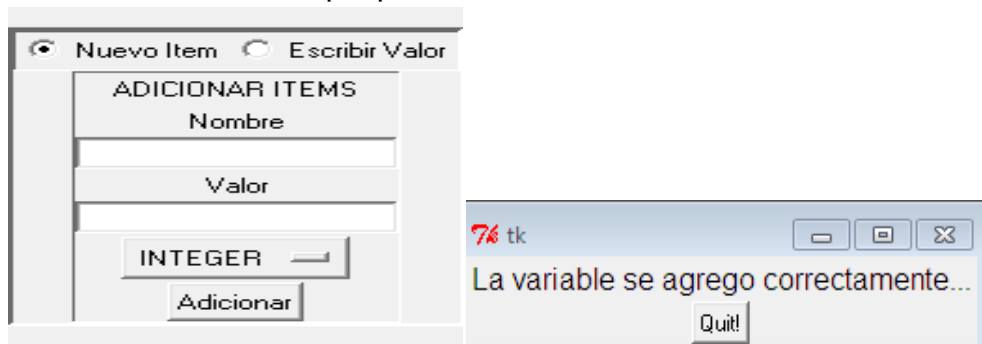 Nuevo Item Escribir Valor
ADICIONAR ITEMS
Nombre
Valor
INTEGER
Adicionar
tk
La variable se agrego correctamente...
Quit!